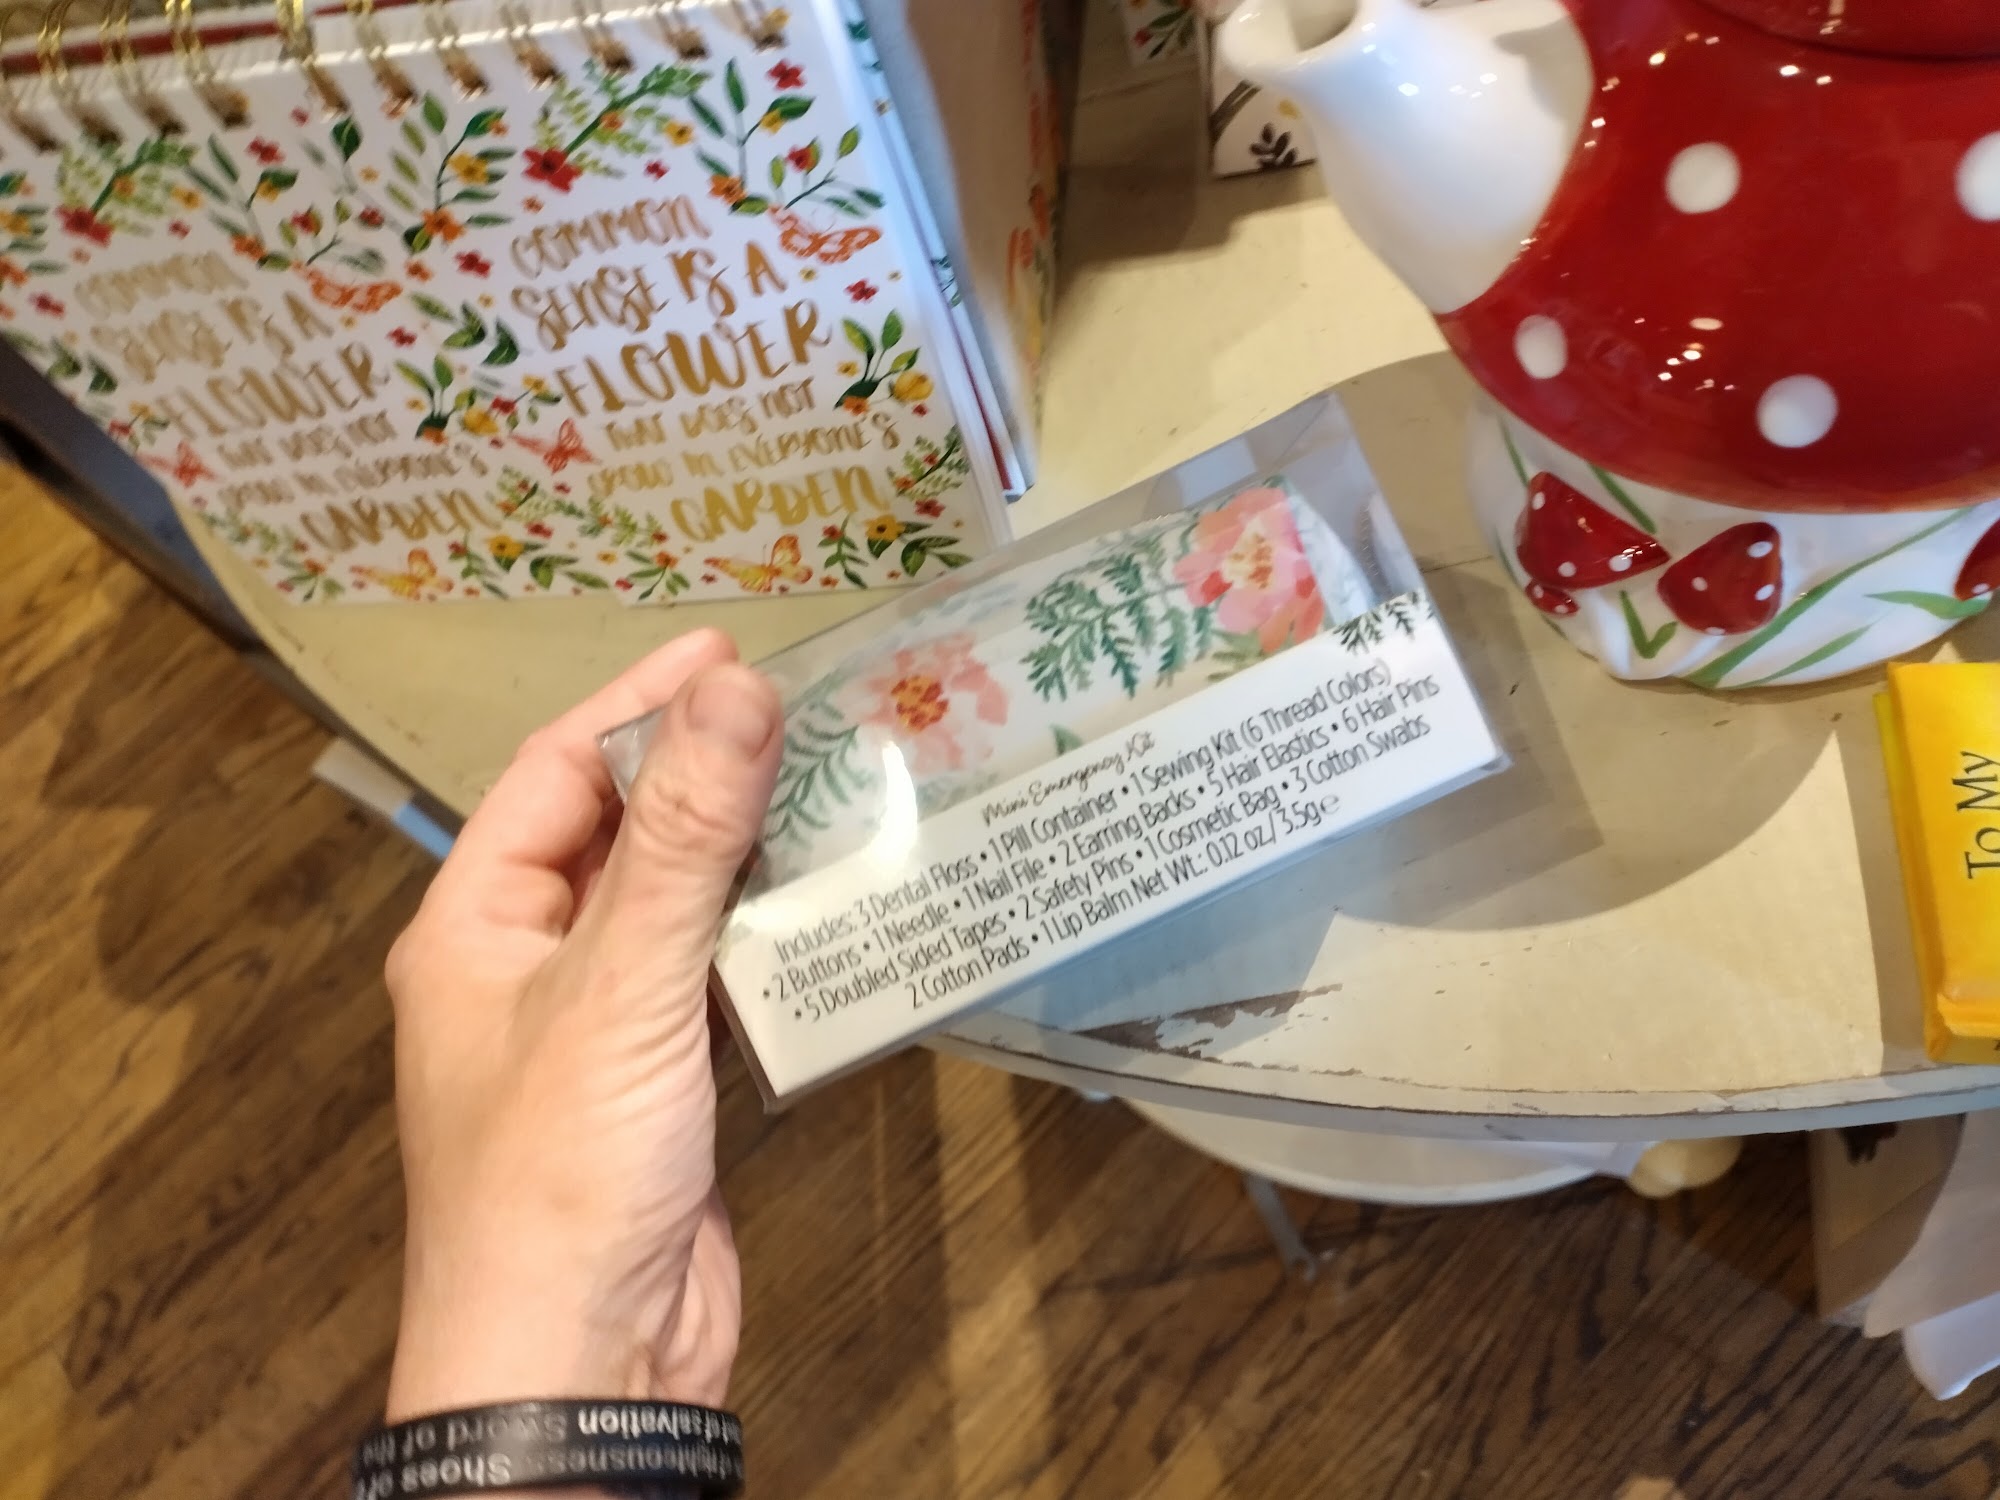 COMMON
SENSE IS A
FLOWER
THAT DOES NOT
GROW IN EVERYONE'S
GARDEN
COMMON
SENSE IS A
FLOWER
THAT DOES NOT
GROW IN EVERYONE'S
GARDEN
Mini Emergency Kit
Includes: 3 Dental Floss • 1 Pill Container • 1 Sewing Kit (6 Thread Colors)
• 2 Buttons • 1 Needle • 1 Nail File • 2 Earring Backs • 5 Hair Elastics • 6 Hair Pins
• 5 Doubled Sided Tapes • 2 Safety Pins • 1 Cosmetic Bag • 3 Cotton Swabs
2 Cotton Pads • 1 Lip Balm Net Wt.: 0.12 oz/ 3.5g ℮
To My
Sword of the
salvation
Shoes of
righteousness